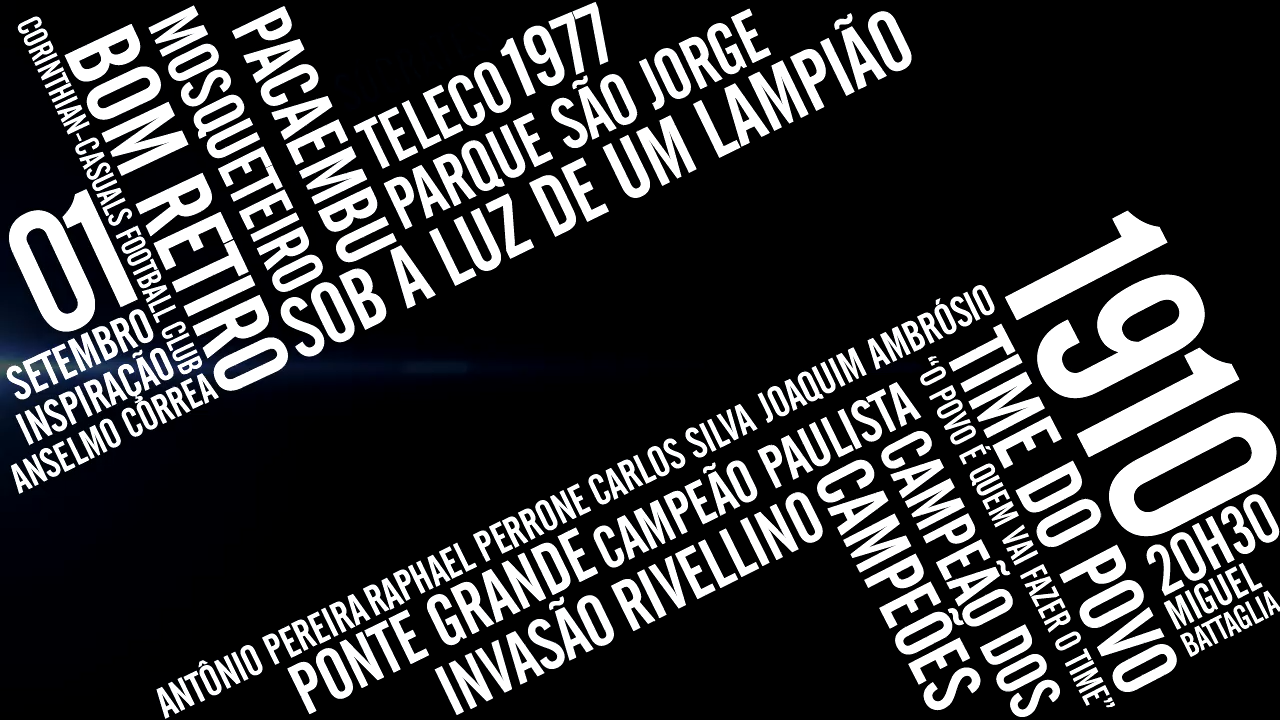 CORINTHIAN-CASUALS FOOTBALL CLUB
BOM RETIRO
MOSQUETEIRO
PACAEMBU
TELECO 1977
PARQUE SÃO JORGE
SOB A LUZ DE UM LAMPIÃO
01
SETEMBRO
INSPIRAÇÃO
ANSELMO CÔRREA
1910
20H30
MIGUEL
BATTAGLIA
TIME DO POVO
“O POVO É QUEM VAI FAZER O TIME”
CAMPEÃO DOS
CAMPEÕES
ANTÔNIO PEREIRA RAPHAEL PERRONE CARLOS SILVA JOAQUIM AMBRÓSIO
PONTE GRANDE CAMPEÃO PAULISTA
INVASÃO RIVELLINO